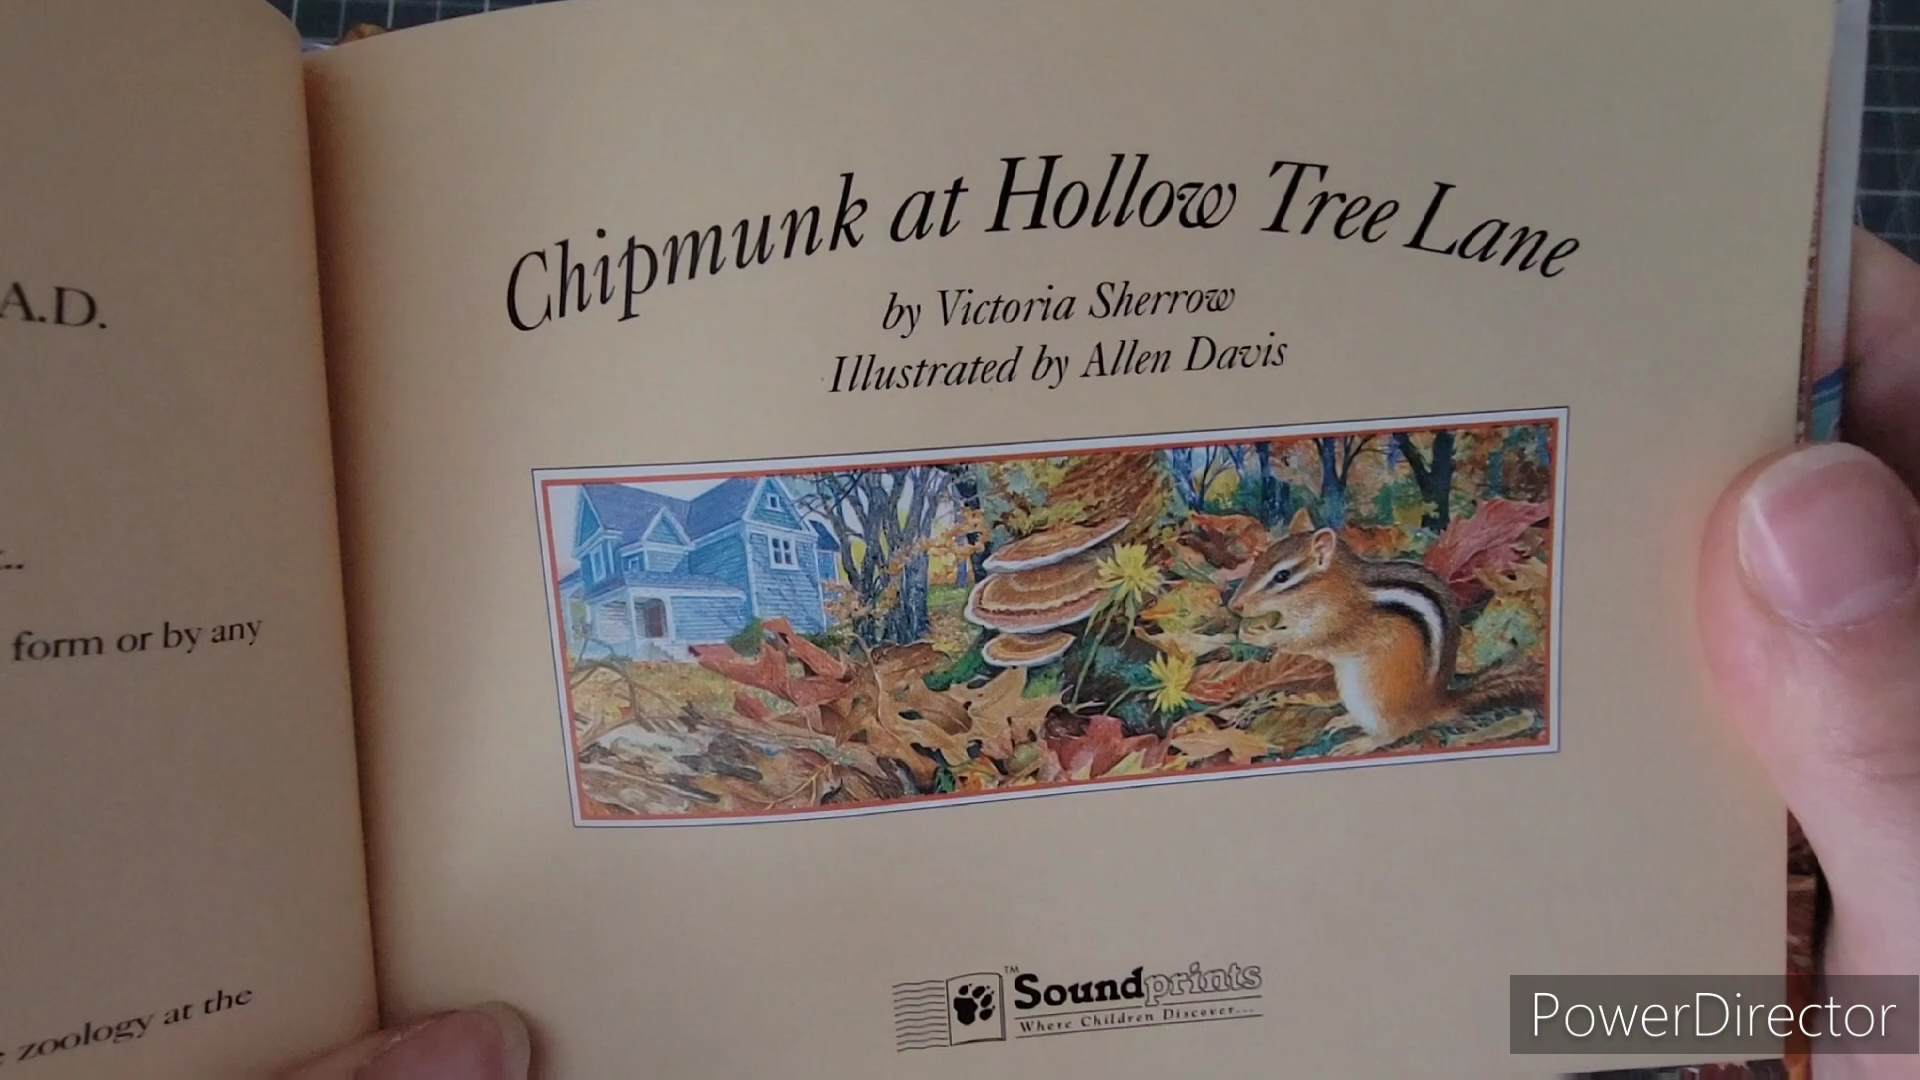 A.D.
form or by any
zoology at the
Chipmunk at Hollow Tree Lane
by Victoria Sherrow
Illustrated by Allen Davis
Soundprints™
Where Children Discover...
PowerDirector